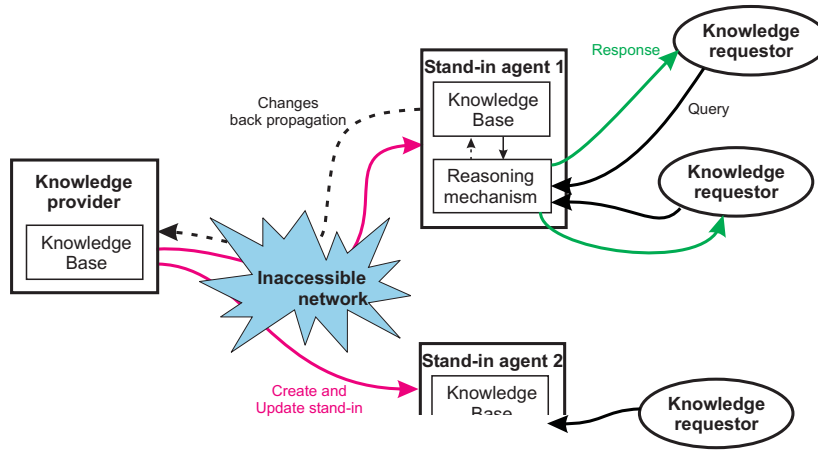 Knowledge
requestor
Response
Stand-in agent 1
Knowledge
Base
Changes
back propagation
Query
Reasoning
mechanism
Knowledge
requestor
Knowledge
provider
Knowledge
Base
Inaccessible
network
Stand-in agent 2
Knowledge
Base
Create and
Update stand-in
Knowledge
requestor